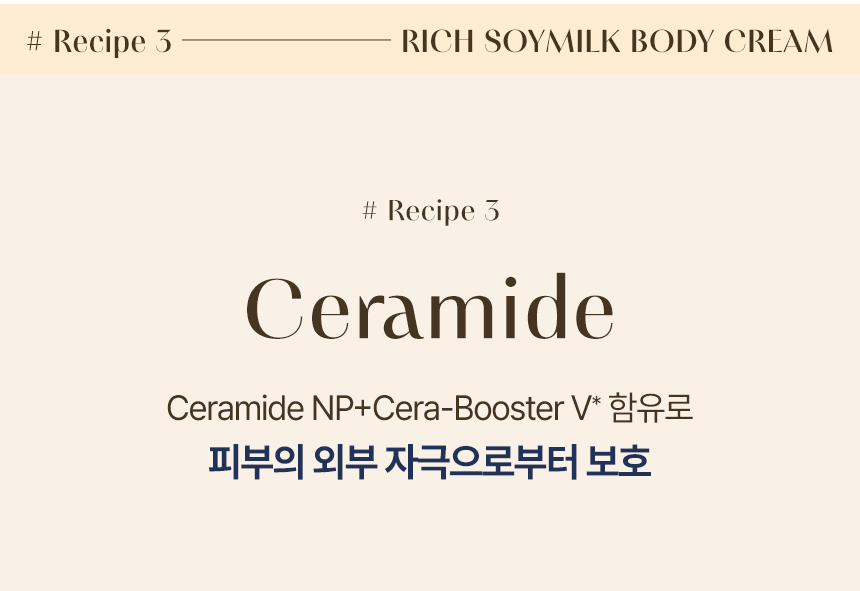 # Recipe 3 RICH SOYMILK BODY CREAM
# Recipe 3
Ceramide
Ceramide NP+Cera-Booster V* 함유로
피부의 외부 자극으로부터 보호